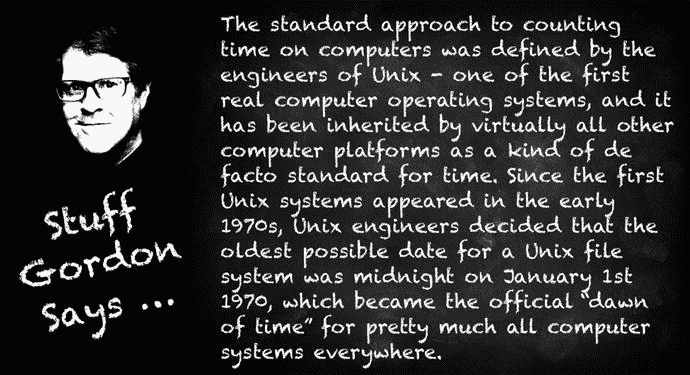 Stuff
Gordon
Says ...
The standard approach to counting
time on computers was defined by the
engineers of Unix - one of the first
real computer operating systems, and it
has been inherited by virtually all other
computer platforms as a kind of de
facto standard for time. Since the first
Unix systems appeared in the early
1970s, Unix engineers decided that the
oldest possible date for a Unix file
system was midnight on January 1st
1970, which became the official “dawn
of time” for pretty much all computer
systems everywhere.